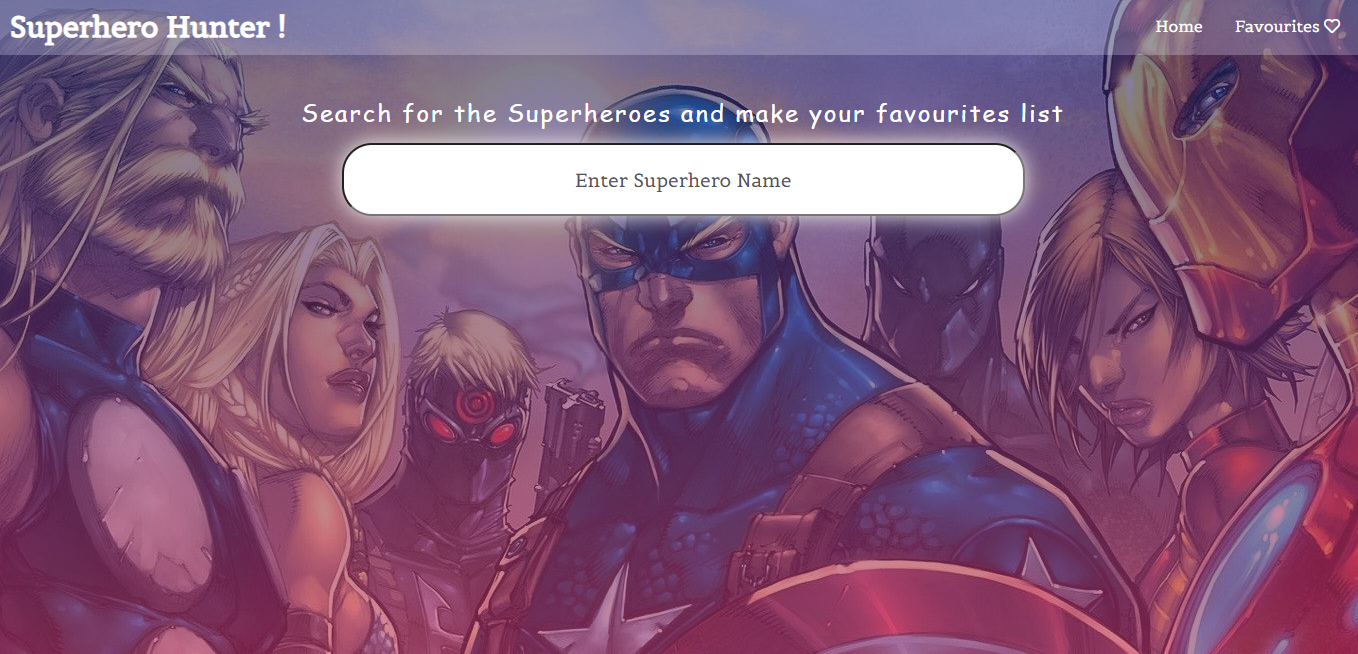 Superhero Hunter !
Home
Favourites
Search for the Superheroes and make your favourites list
Enter Superhero Name